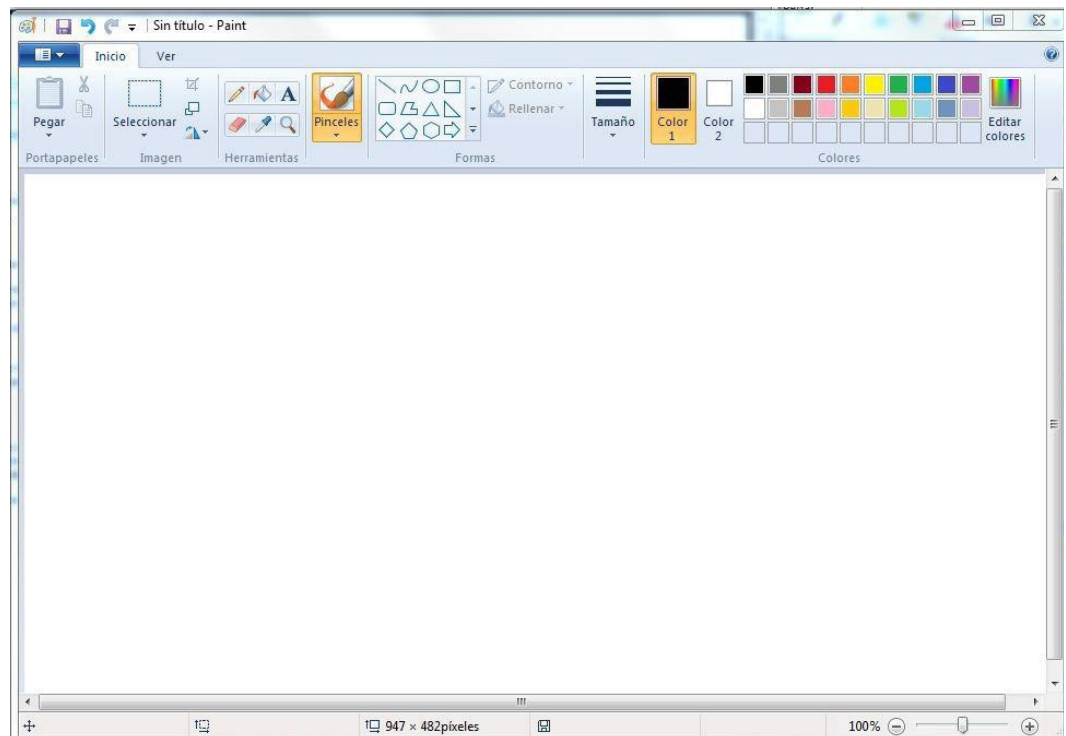 Sin título - Paint
Inicio Ver
Pegar
Seleccionar
A
Pinceles
Contorno
Rellenar
Tamaño
Color
1
Color
2
Editar
colores
Portapapeles Imagen Herramientas Formas Colores
947 × 482píxeles 100%